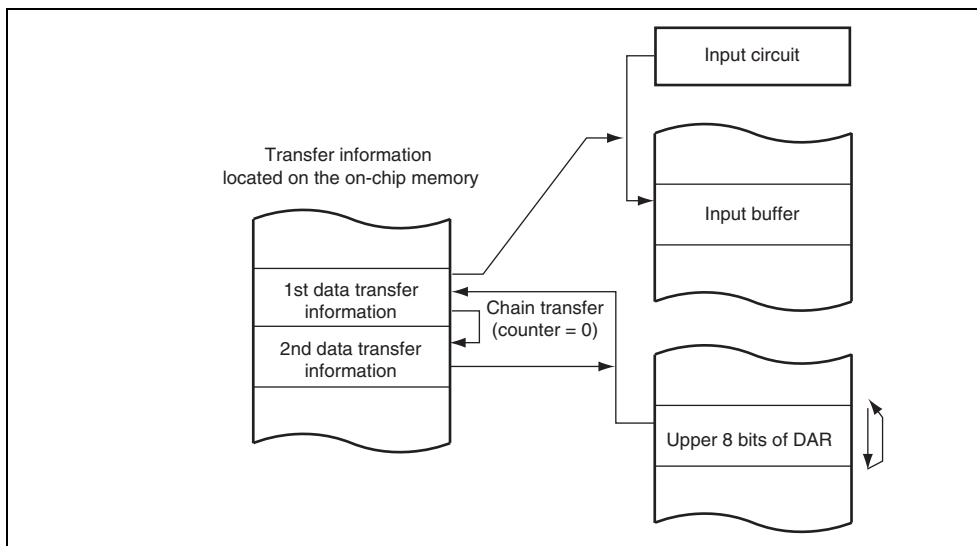 Input circuit
Transfer information
located on the on-chip memory
Input buffer
1st data transfer
information
Chain transfer
(counter = 0)
2nd data transfer
information
Upper 8 bits of DAR